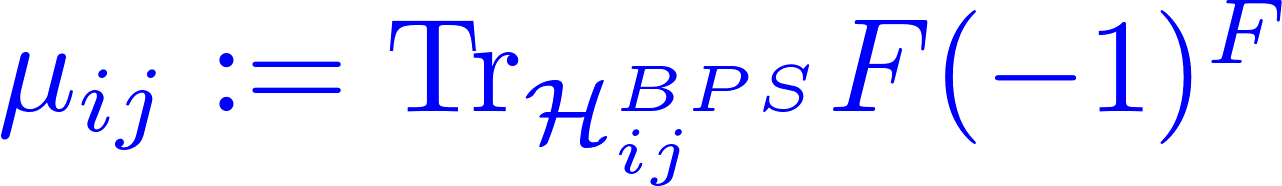 μ_{ij} := Tr_{\mathcal{H}_{ij}^{BPS}} F(−1)^F